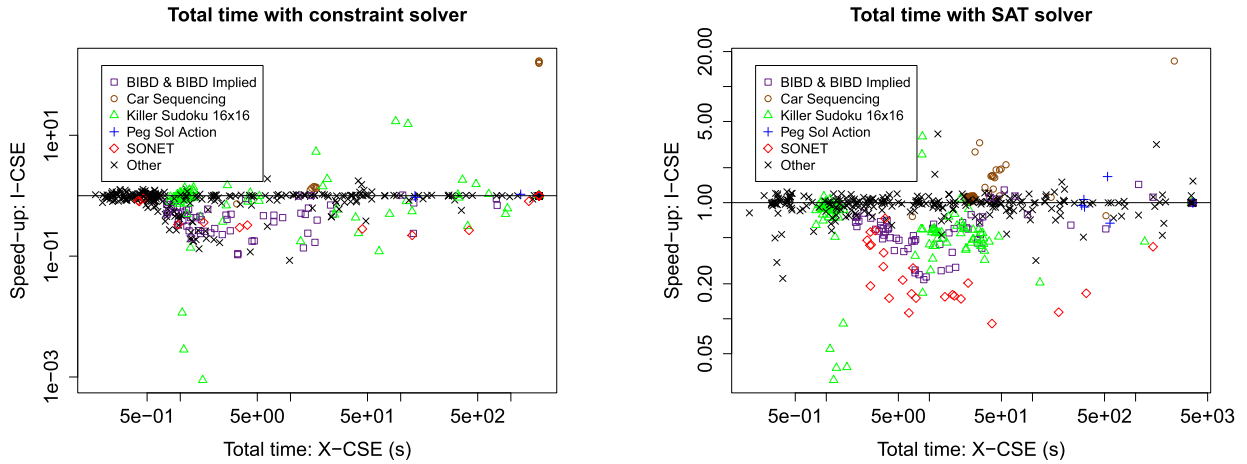 Total time with constraint solver
Speed−up: I−CSE
1e+01
1e−01
1e−03
BIBD & BIBD Implied
Car Sequencing
Killer Sudoku 16x16
Peg Sol Action
SONET
Other
5e−01 5e+00 5e+01 5e+02
Total time: X−CSE (s)
Total time with SAT solver
Speed−up: I−CSE
20.00
5.00
1.00
0.20
0.05
BIBD & BIBD Implied
Car Sequencing
Killer Sudoku 16x16
Peg Sol Action
SONET
Other
5e−01 5e+00 5e+01 5e+02 5e+03
Total time: X−CSE (s)